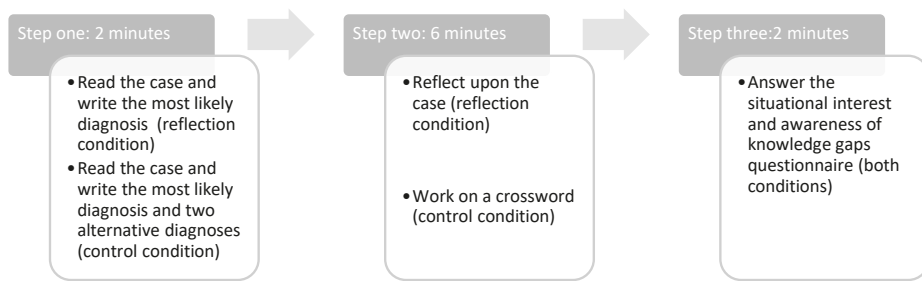 Step one: 2 minutes
•Read the case and
write the most likely
diagnosis (reflection
condition)
•Read the case and
write the most likely
diagnosis and two
alternative diagnoses
(control condition)
Step two: 6 minutes
•Reflect upon the
case (reflection
condition)
•Work on a crossword
(control condition)
Step three:2 minutes
•Answer the
situational interest
and awareness of
knowledge gaps
questionnaire (both
conditions)